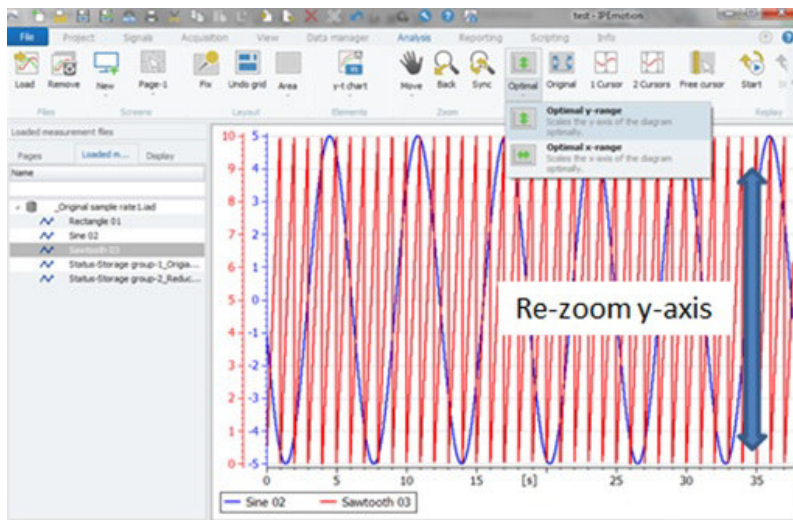 test - IPEmotion
File Project Signals Acquisition View Data manager Analysis Reporting Scripting Info
Load Remove New Page-1 Fix Undo grid Area y-t chart Move Back Sync Optimal Original 1 Cursor 2 Cursors Free cursor Start
Files Screens Layout Elements Zoom Replay
Optimal y-range
Scales the y-axis of the diagram
optimally.
Optimal x-range
Scales the x-axis of the diagram
optimally.
Loaded measurement files
Pages Loaded m... Display
Name
_Original sample rate1.iad
Rectangle 01
Sine 02
Sawtooth 03
Status-Storage group-1_Origia...
Status-Storage group-2_Reduc...
10 5
9 4
8 3
7 2
6 1
5 0
4 -1
3 -2
2 -3
1 -4
0 -5
Re-zoom y-axis
0 5 10 15 [s] 25 30 35
Sine 02 Sawtooth 03